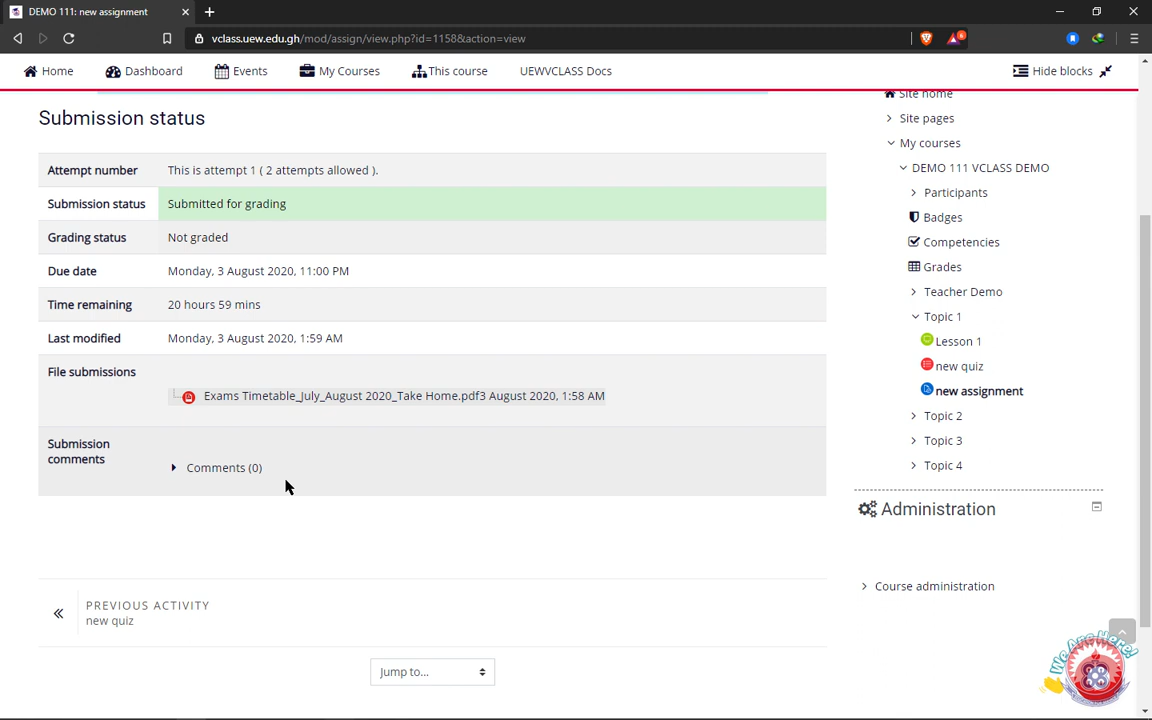 DEMO 111: new assignment
vclass.uew.edu.gh/mod/assign/view.php?id=11588&action=view
6
Home
Dashboard
Events
My Courses
This course
UEWVCLASS Docs
Hide blocks
Submission status
Attempt number
This is attempt 1 ( 2 attempts allowed ).
Submission status
Submitted for grading
Grading status
Not graded
Due date
Monday, 3 August 2020, 11:00 PM
Time remaining
20 hours 59 mins
Last modified
Monday, 3 August 2020, 1:59 AM
File submissions
Exams Timetable_July_August 2020_Take Home.pdf3 August 2020, 1:58 AM
Submission
comments
Comments (0)
PREVIOUS ACTIVITY
new quiz
Jump to...
Site home
Site pages
My courses
DEMO 111 VCLASS DEMO
Participants
Badges
Competencies
Grades
Teacher Demo
Topic 1
Lesson 1
new quiz
new assignment
Topic 2
Topic 3
Topic 4
Administration
Course administration
We Are Here!